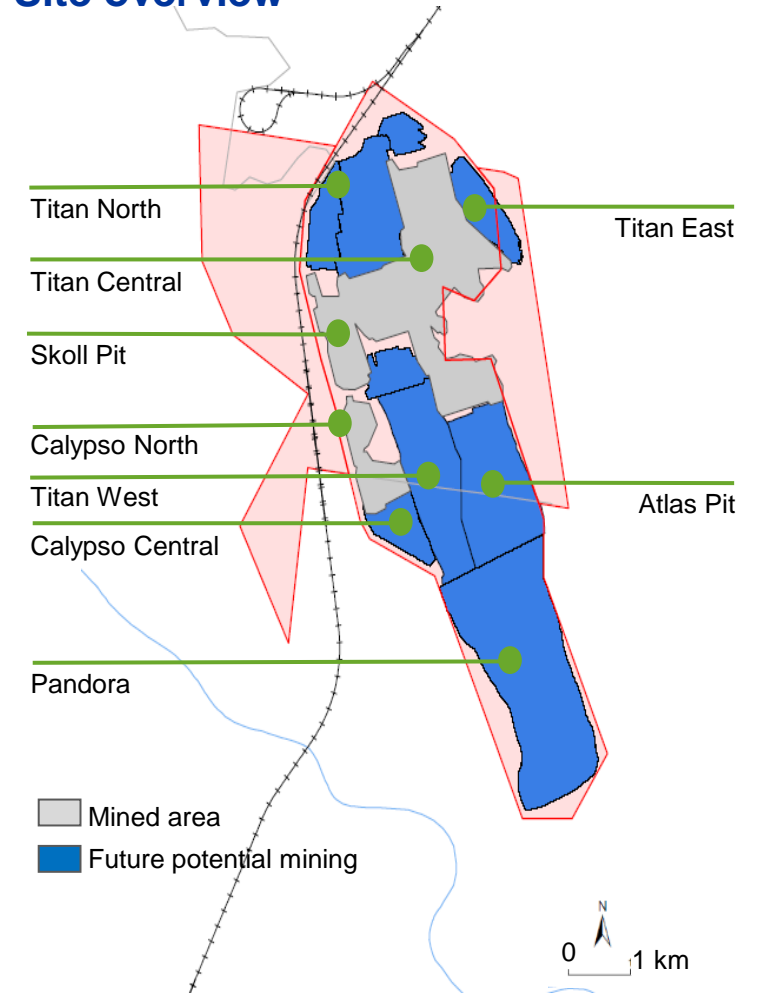 Site overview
Titan North
Titan East
Titan Central
Skoll Pit
Calypso North
Titan West
Atlas Pit
Calypso Central
Pandora
Mined area
Future potential mining
N
0 1 km